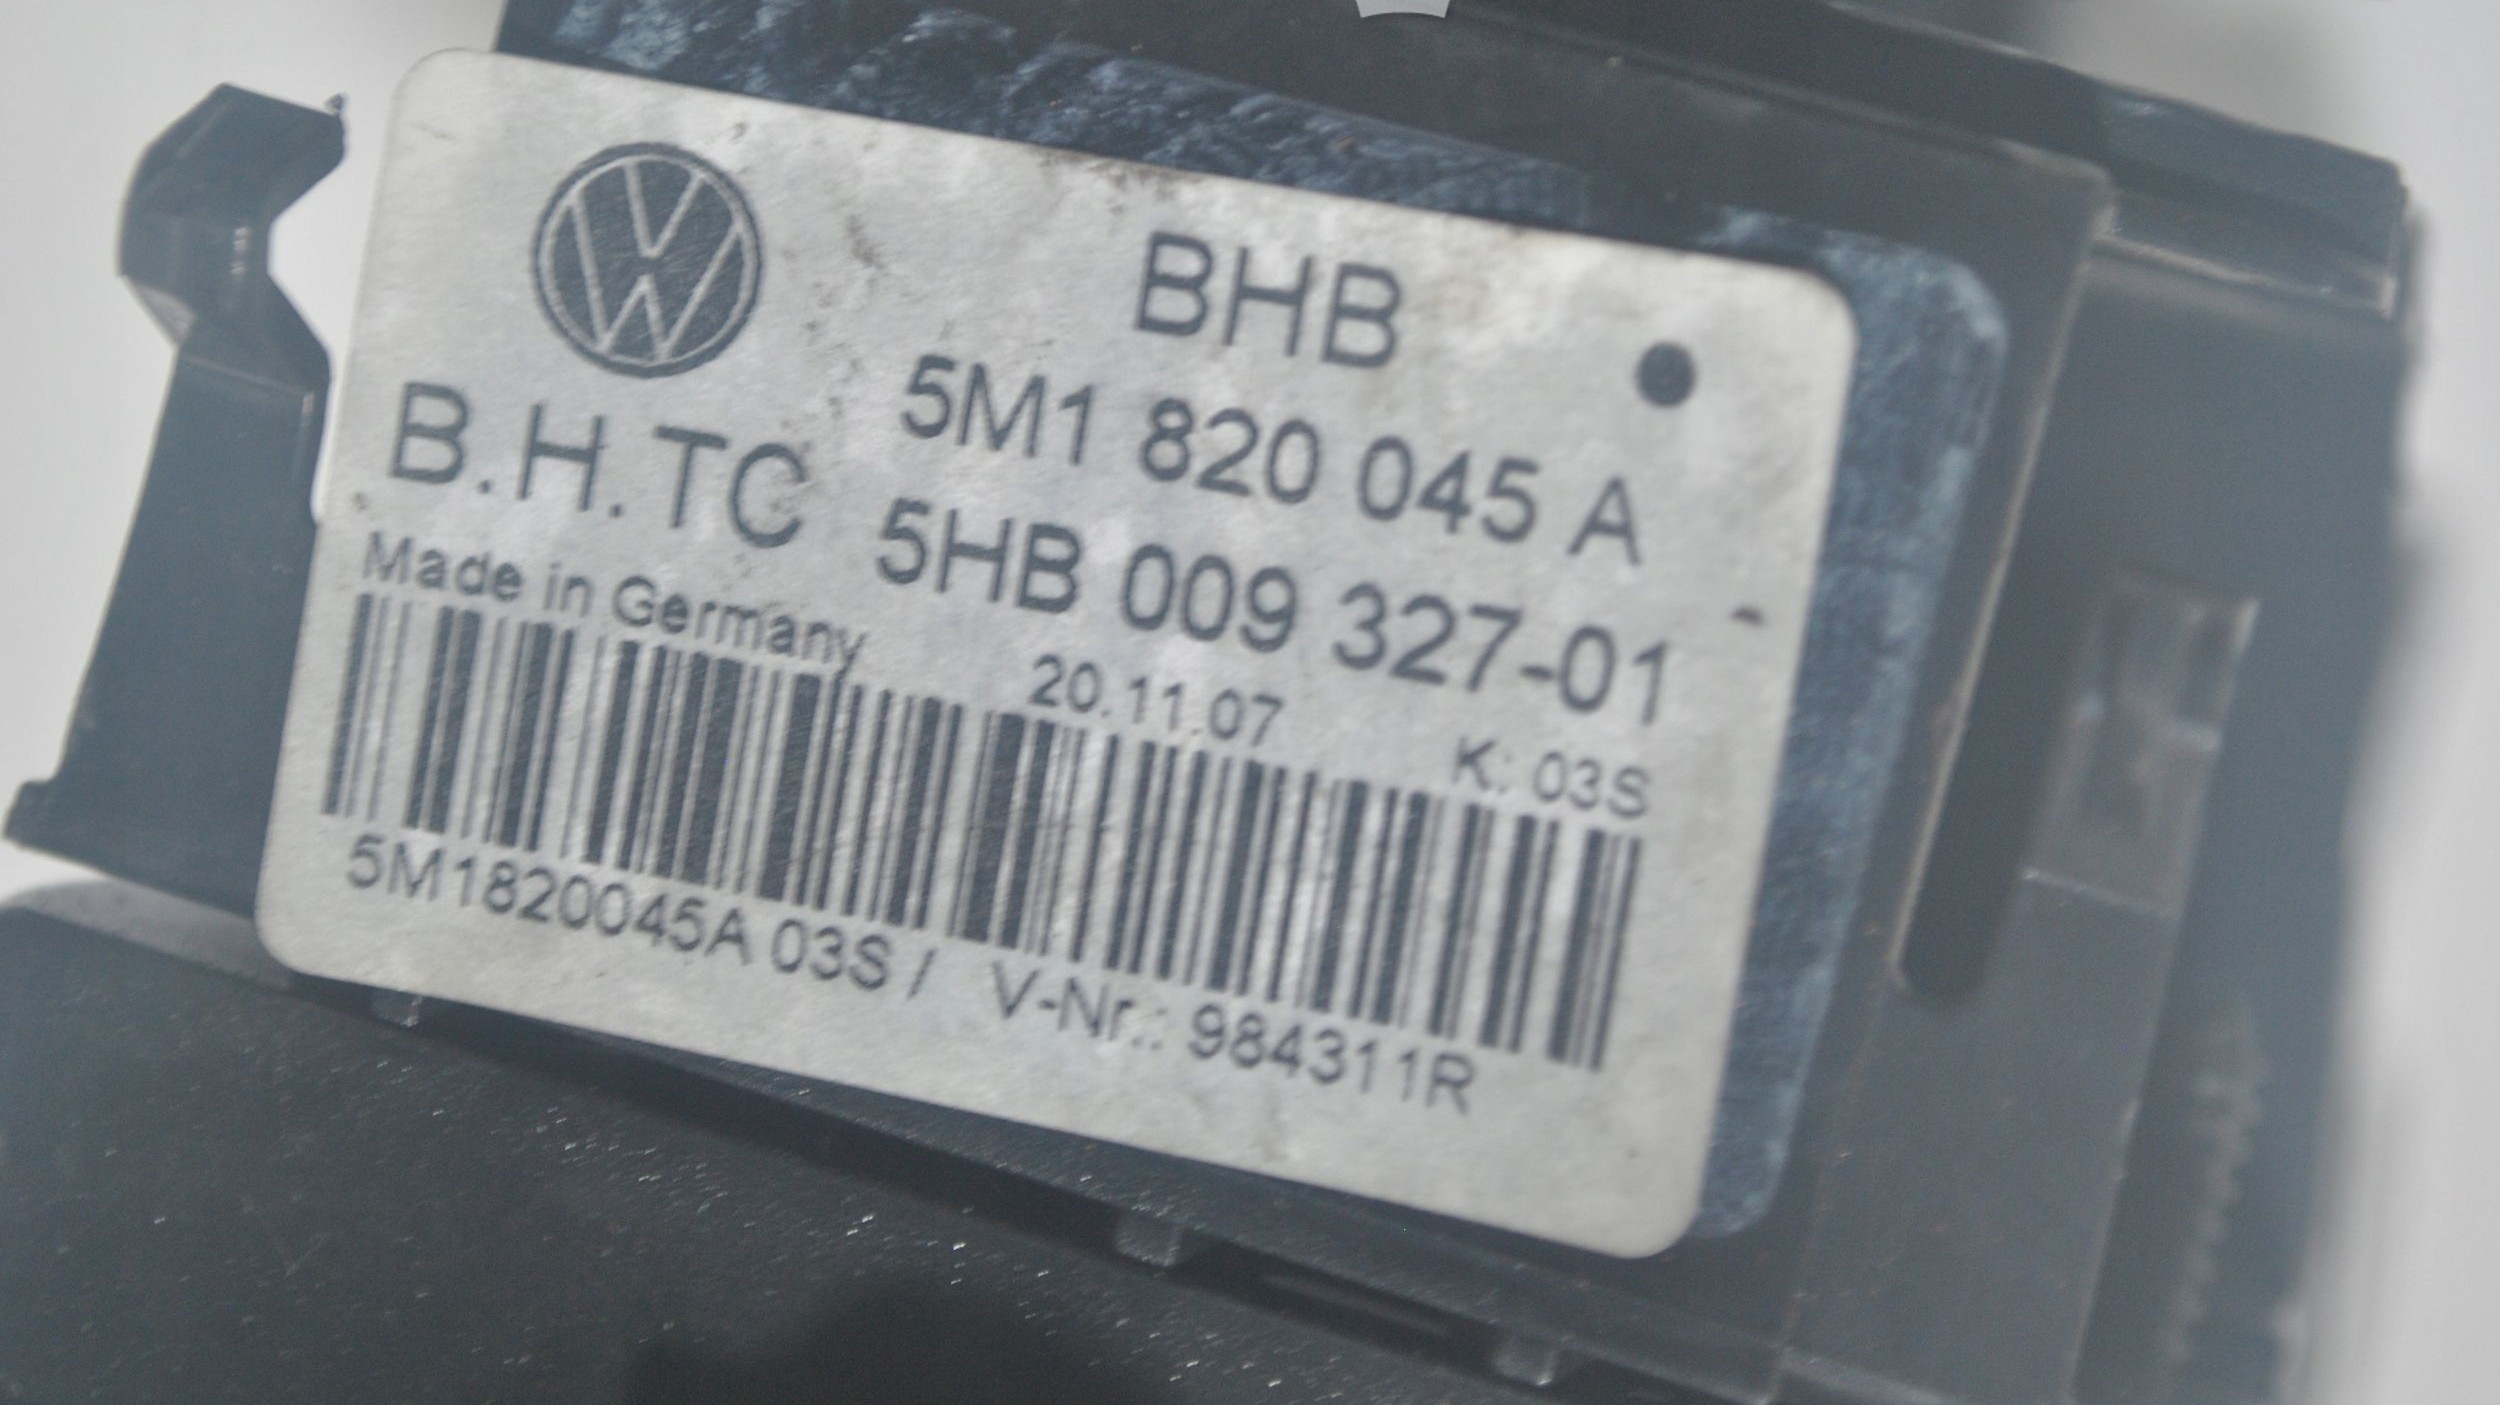 BHB
5M1 820 045 A
B.H.TC 5HB 009 327-01
Made in Germany
20.11.07
K: 03S
5M1820045A 03S / V-Nr.: 984311R